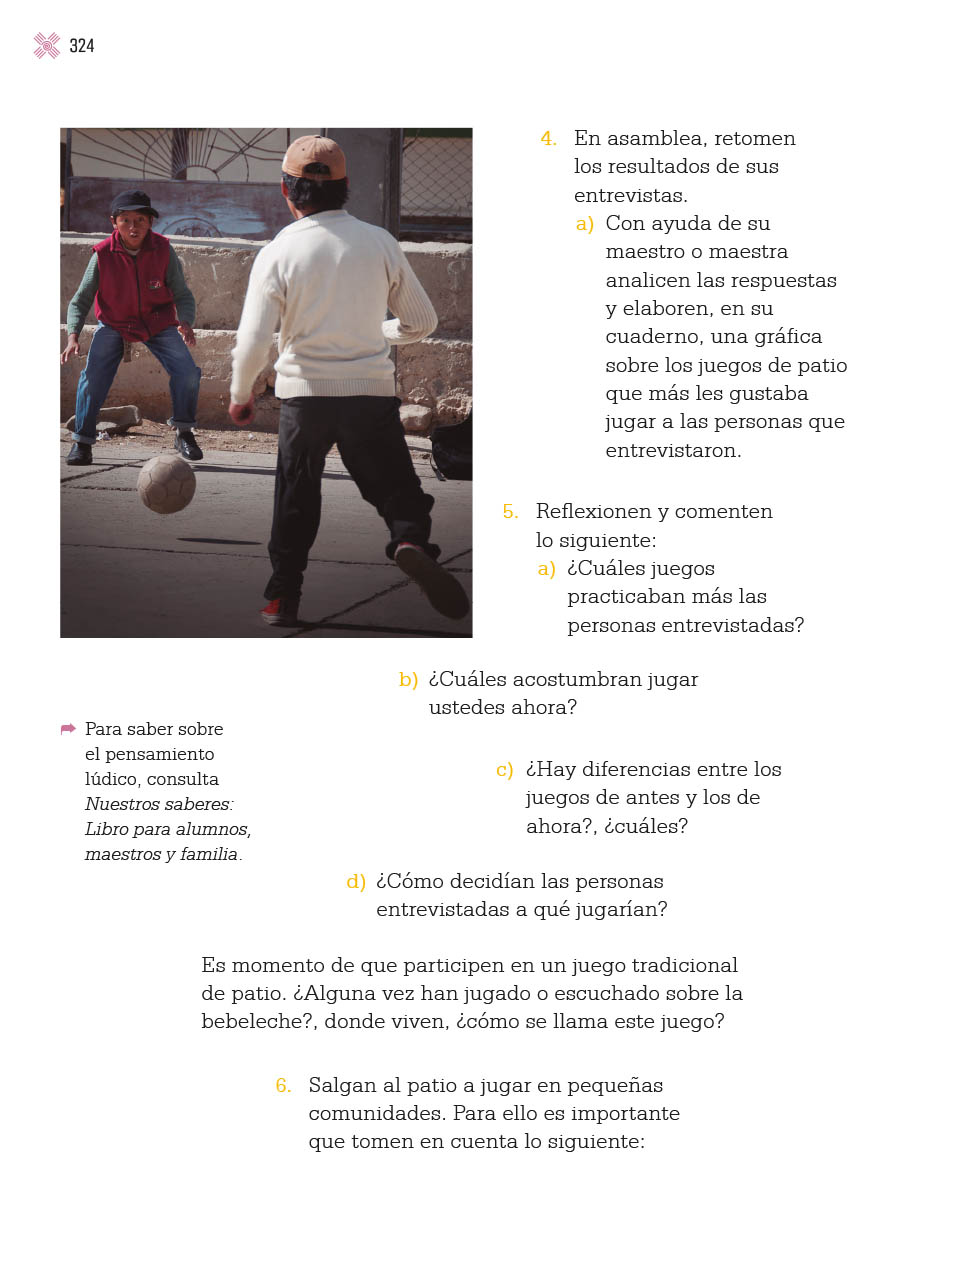 324
4. En asamblea, retomen
los resultados de sus
entrevistas.
a) Con ayuda de su
maestro o maestra
analicen las respuestas
y elaboren, en su
cuaderno, una gráfica
sobre los juegos de patio
que más les gustaba
jugar a las personas que
entrevistaron.
5. Reflexionen y comenten
lo siguiente:
a) ¿Cuáles juegos
practicaban más las
personas entrevistadas?
b) ¿Cuáles acostumbran jugar
ustedes ahora?
Para saber sobre
el pensamiento
lúdico, consulta
Nuestros saberes:
Libro para alumnos,
maestros y familia.
c) ¿Hay diferencias entre los
juegos de antes y los de
ahora?, ¿cuáles?
d) ¿Cómo decidían las personas
entrevistadas a qué jugarían?
Es momento de que participen en un juego tradicional
de patio. ¿Alguna vez han jugado o escuchado sobre la
bebeleche?, donde viven, ¿cómo se llama este juego?
6. Salgan al patio a jugar en pequeñas
comunidades. Para ello es importante
que tomen en cuenta lo siguiente: